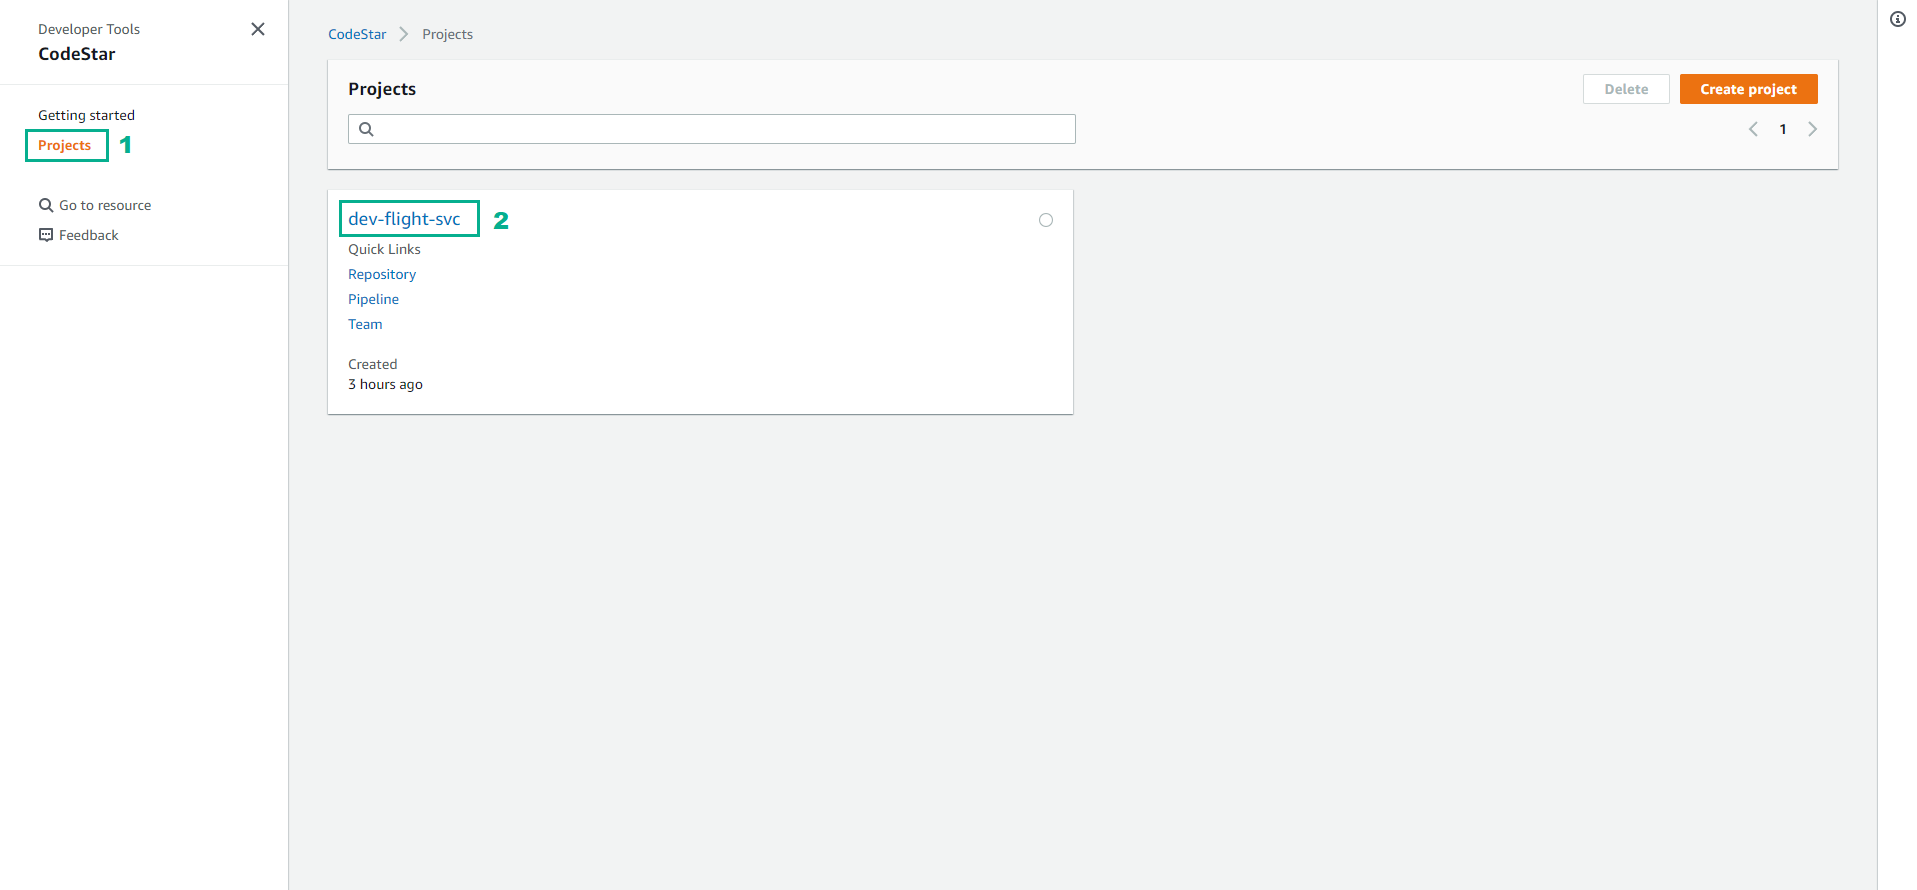 Developer Tools
CodeStar
Getting started
Projects 1
Go to resource
Feedback
CodeStar Projects
Projects
Delete
Create project
1
dev-flight-svc 2
Quick Links
Repository
Pipeline
Team
Created
3 hours ago